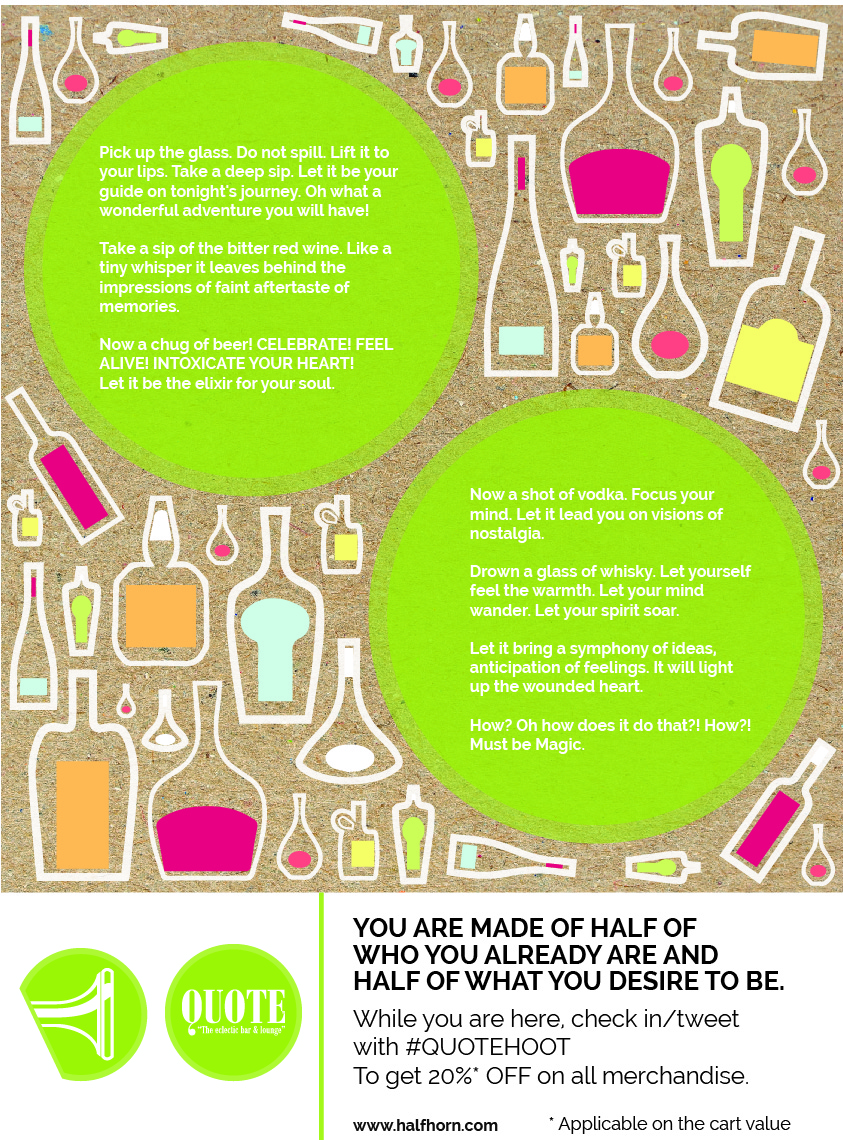 Pick up the glass. Do not spill. Lift it to
your lips. Take a deep sip. Let it be your
guide on tonight's journey. Oh what a
wonderful adventure you will have!
Take a sip of the bitter red wine. Like a
tiny whisper it leaves behind the
impressions of faint aftertaste of
memories.
Now a chug of beer! CELEBRATE! FEEL
ALIVE! INTOXICATE YOUR HEART!
Let it be the elixir for your soul.
Now a shot of vodka. Focus your
mind. Let it lead you on visions of
nostalgia.
Drown a glass of whisky. Let yourself
feel the warmth. Let your mind
wander. Let your spirit soar.
Let it bring a symphony of ideas,
anticipation of feelings. It will light
up the wounded heart.
How? Oh how does it do that?! How?!
Must be Magic.
QUOTE
"The eclectic bar & lounge"
YOU ARE MADE OF HALF OF
WHO YOU ALREADY ARE AND
HALF OF WHAT YOU DESIRE TO BE.
While you are here, check in/tweet
with #QUOTEHOOT
To get 20%* OFF on all merchandise.
www.halfhorn.com
* Applicable on the cart value